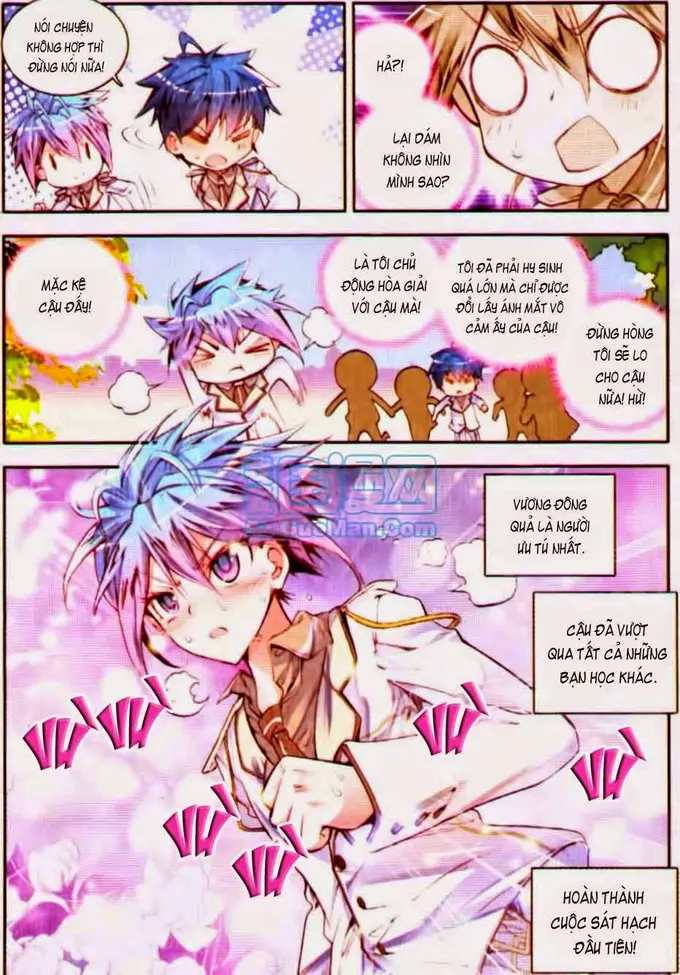 NÓI CHUYỆN
KHÔNG HỢP THÌ
ĐỪNG NÓI NỮA!
HẢ?!
LẠI DÁM
KHÔNG NHÌN
MÌNH SAO?
MẶC KỆ
CẬU ĐẤY!
LÀ TÔI CHỦ
ĐỘNG HÒA GIẢI
VỚI CẬU MÀ!
TÔI ĐÃ PHẢI HY SINH
QUÁ LỚN MÀ CHỈ ĐƯỢC
ĐỔI LẤY ÁNH MẮT VÔ
CẢM ẤY CỦA CẬU!
ĐỪNG HÒNG
TÔI SẼ LO
CHO CẬU
NỮA! HỨ!
VƯƠNG ĐÔNG
QUẢ LÀ NGƯỜI
ƯU TÚ NHẤT.
CẬU ĐÃ VƯỢT
QUA TẤT CẢ NHỮNG
BẠN HỌC KHÁC.
VÙ VÙ
VÙ
VÙ
VÙ
VÙ
HOÀN THÀNH
CUỘC SÁT HẠCH
ĐẦU TIÊN!